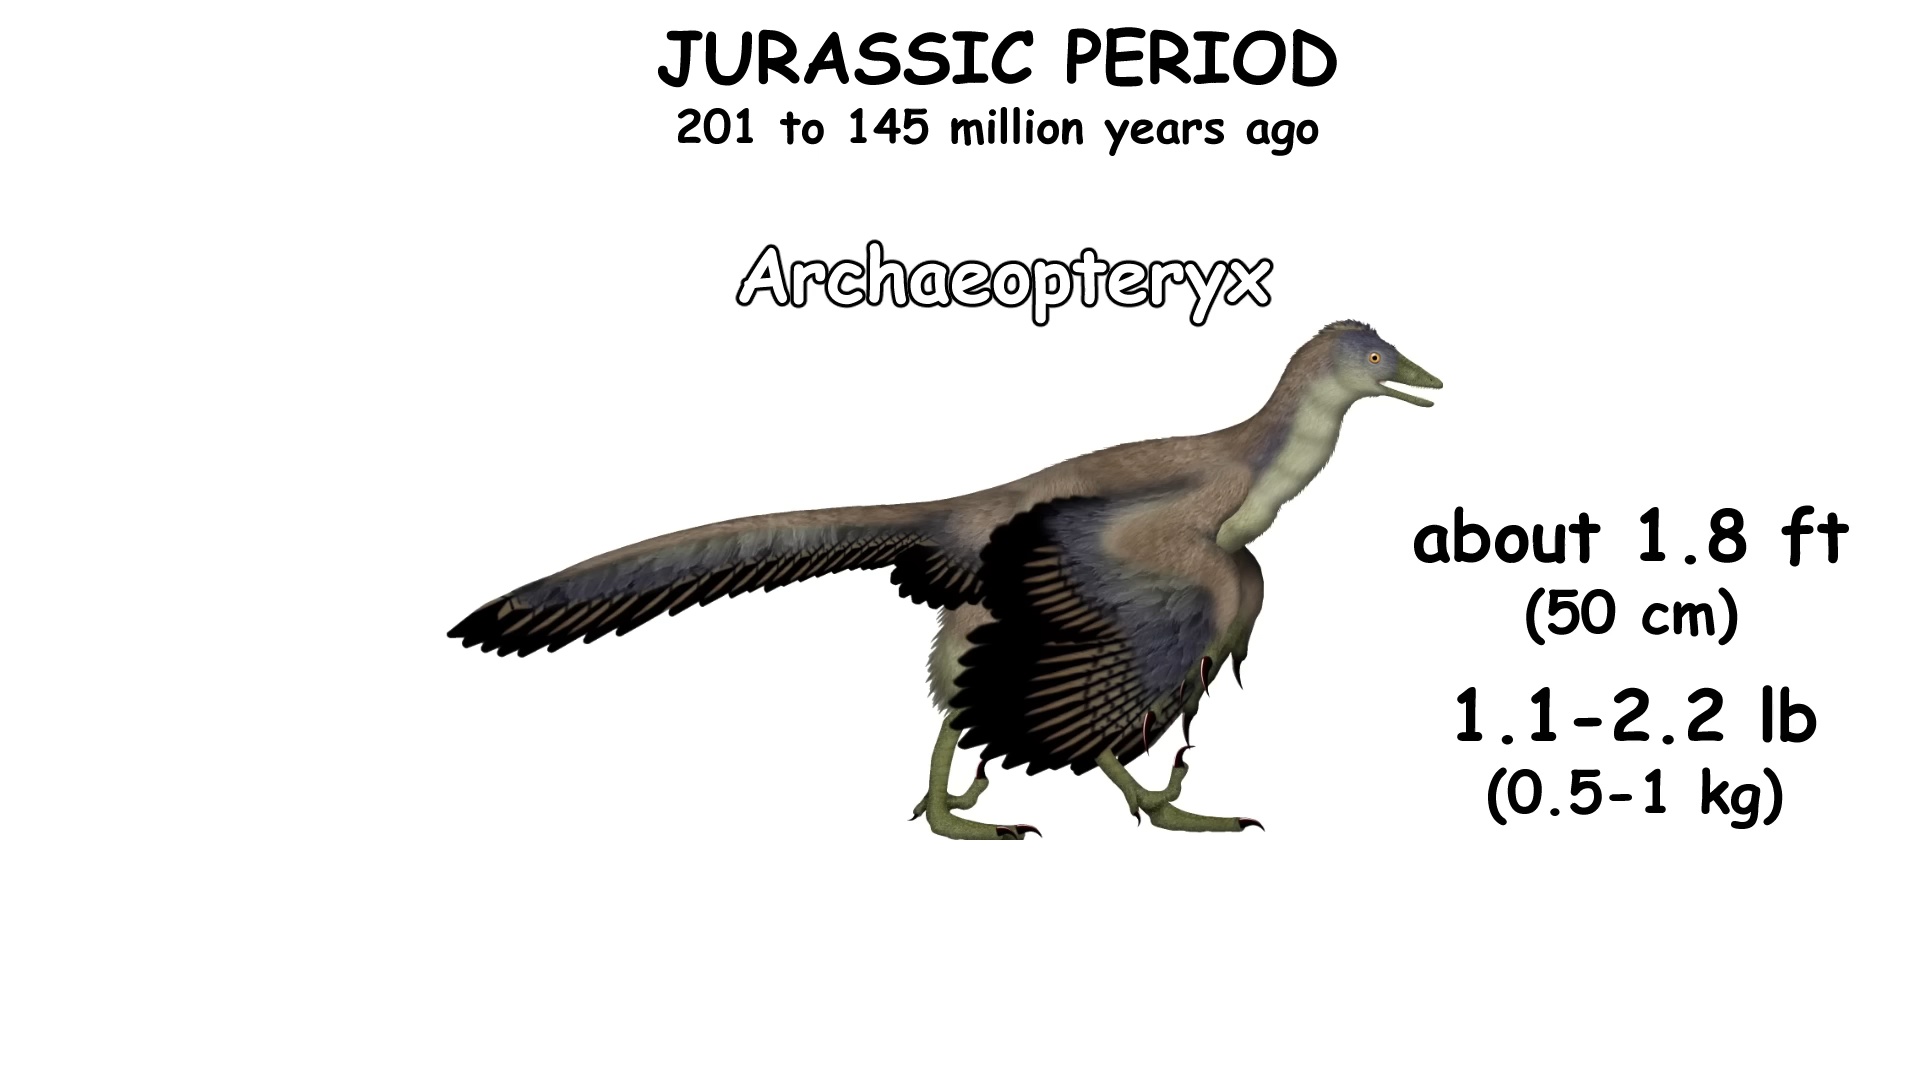 JURASSIC PERIOD
201 to 145 million years ago
Archaeopteryx
about 1.8 ft
(50 cm)
1.1-2.2 lb
(0.5-1 kg)